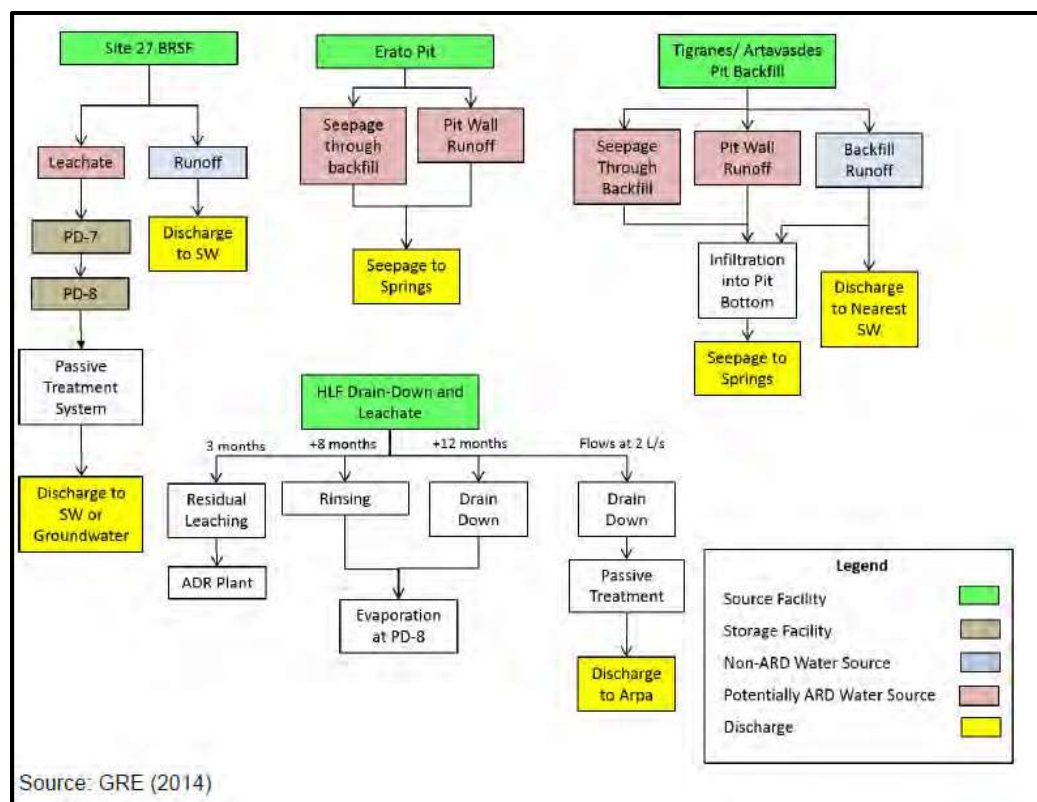 Site 27 BRSF
Leachate
Runoff
PD-7
PD-8
Discharge
to SW
Passive
Treatment
System
Discharge to
SW or
Groundwater
Erato Pit
Seepage
through
backfill
Pit Wall
Runoff
Seepage to
Springs
Tigranes/ Artavasdes
Pit Backfill
Seepage
Through
Backfill
Pit Wall
Runoff
Backfill
Runoff
Infiltration
into Pit
Bottom
Discharge
to Nearest
SW
Seepage to
Springs
HLF Drain-Down and
Leachate
3 months
+8 months
+12 months
Flows at 2 L/s
Residual
Leaching
Rinsing
Drain
Down
Drain
Down
ADR Plant
Evaporation
at PD-8
Passive
Treatment
Discharge
to Arpa
Legend
Source Facility
Storage Facility
Non-ARD Water Source
Potentially ARD Water Source
Discharge
Source: GRE (2014)